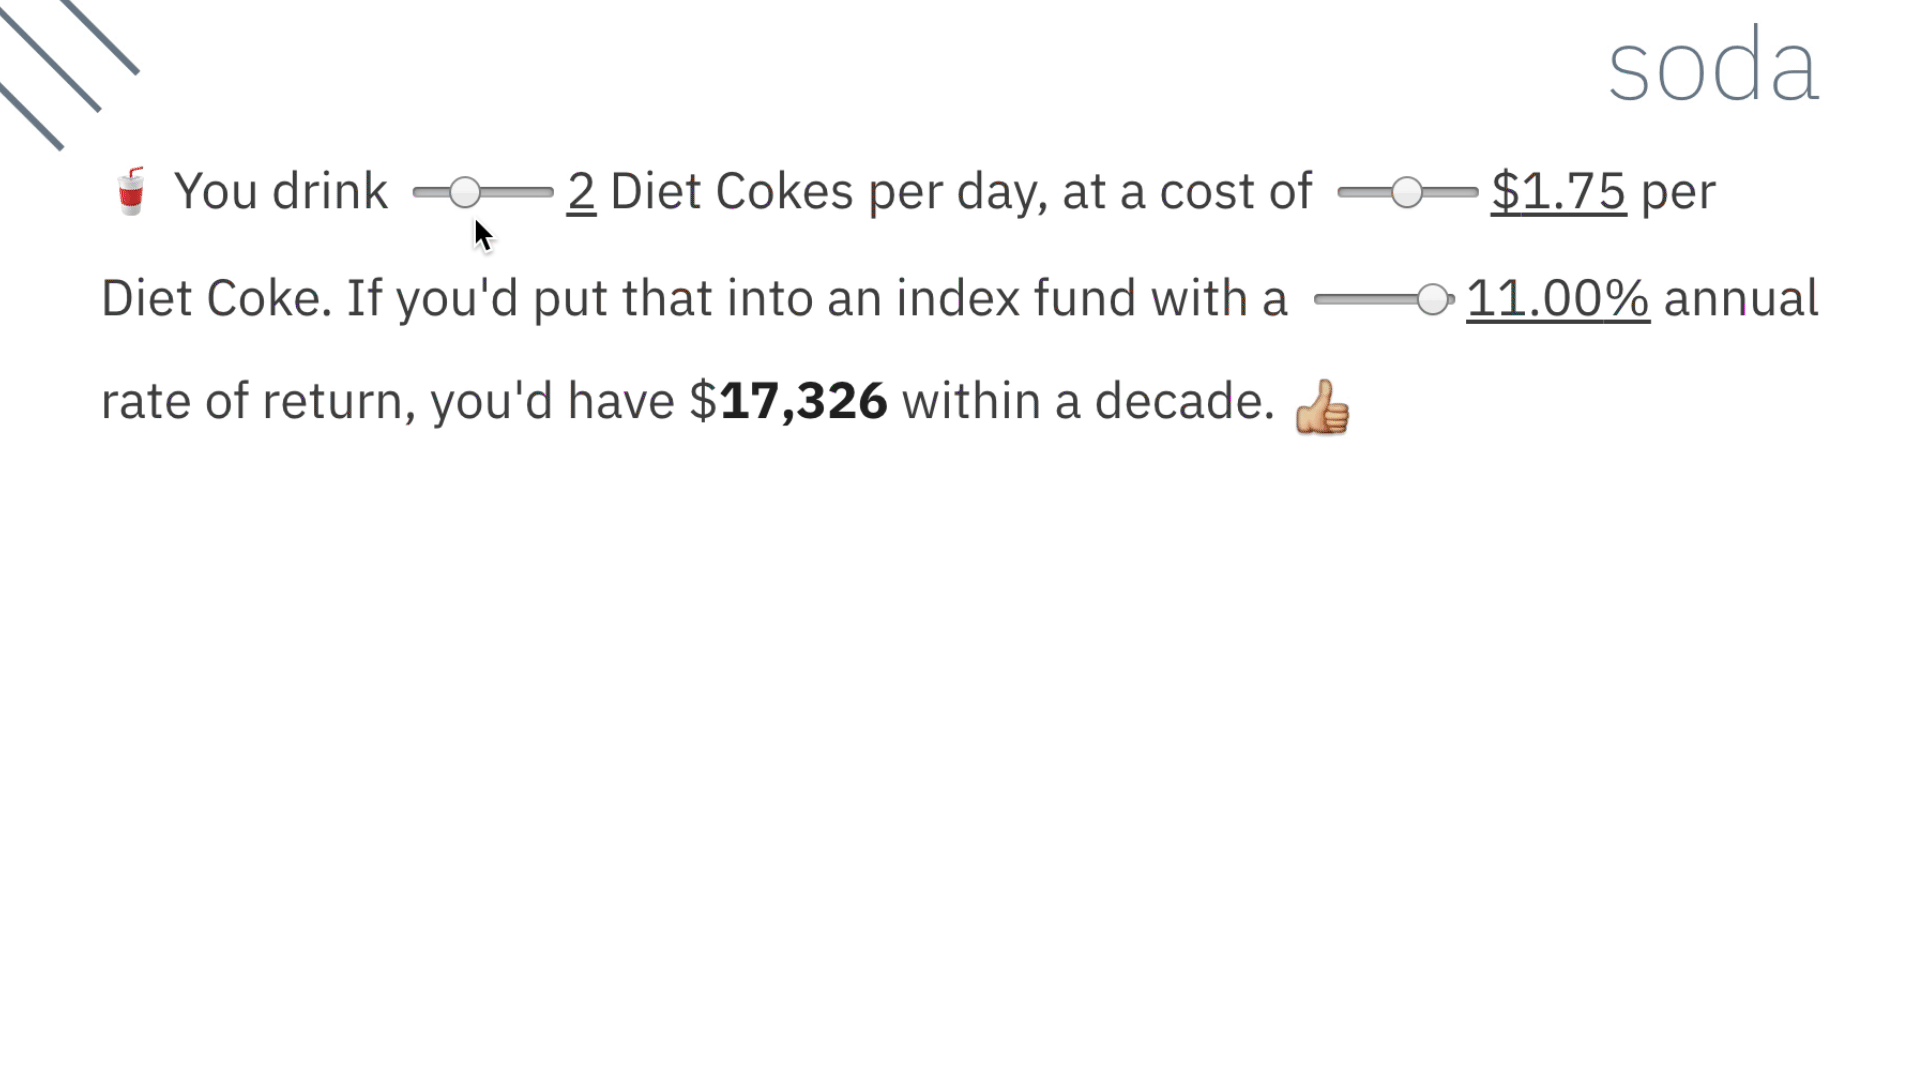 soda
You drink 2 Diet Cokes per day, at a cost of $1.75 per
Diet Coke. If you'd put that into an index fund with a 11.00% annual
rate of return, you'd have $17,326 within a decade.